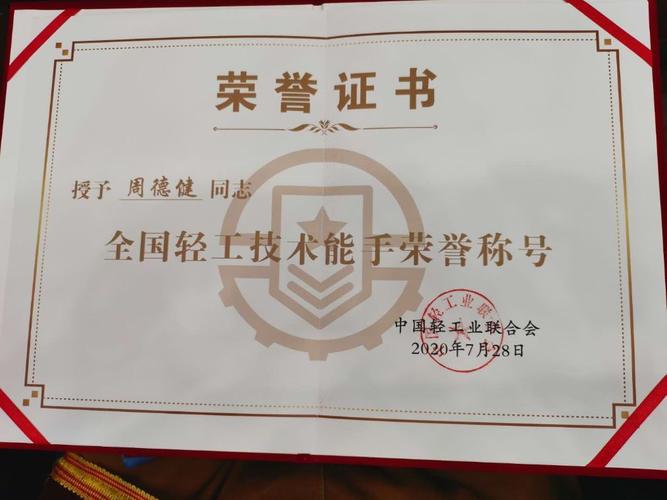 荣誉证书
授予 周德健 同志
全国轻工技术能手荣誉称号
中国轻工业联合会
2020年7月28日